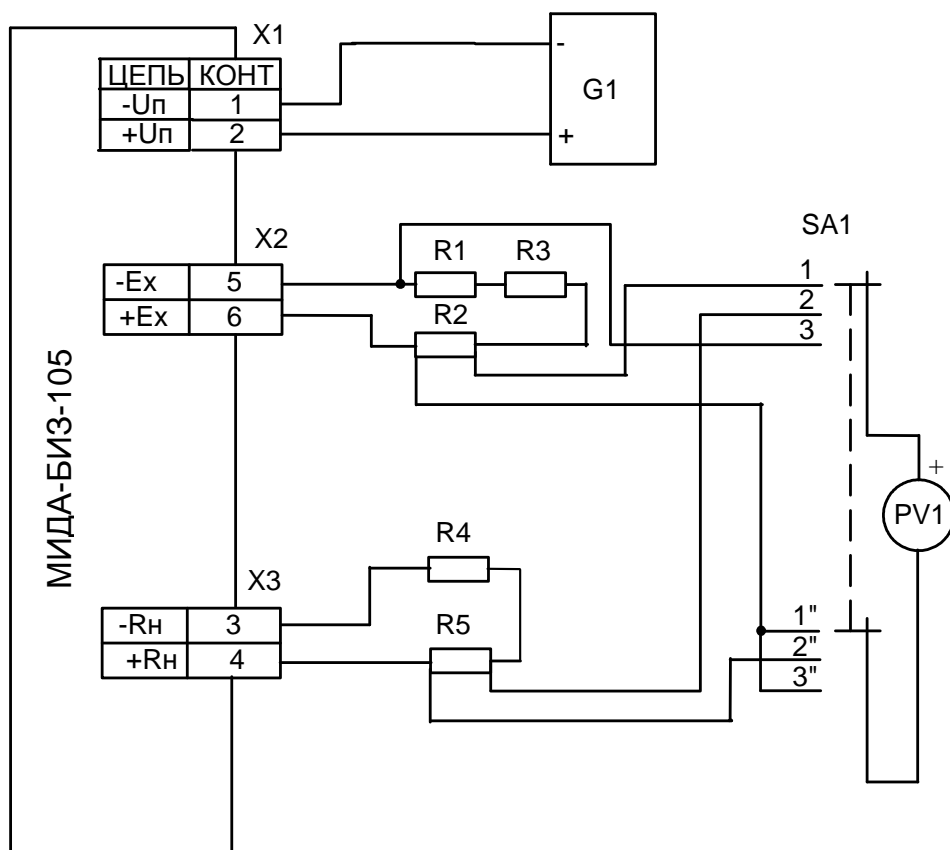 X1
ЦЕПЬ КОНТ
-Uп 1
+Uп 2
-
G1
+
X2
-Ex 5
+Ex 6
R1 R3
R2
SA1
1
2
3
МИДА-БИЗ-105
+
PV1
R4
X3
-Rн 3
+Rн 4
R5
1"
2"
3"